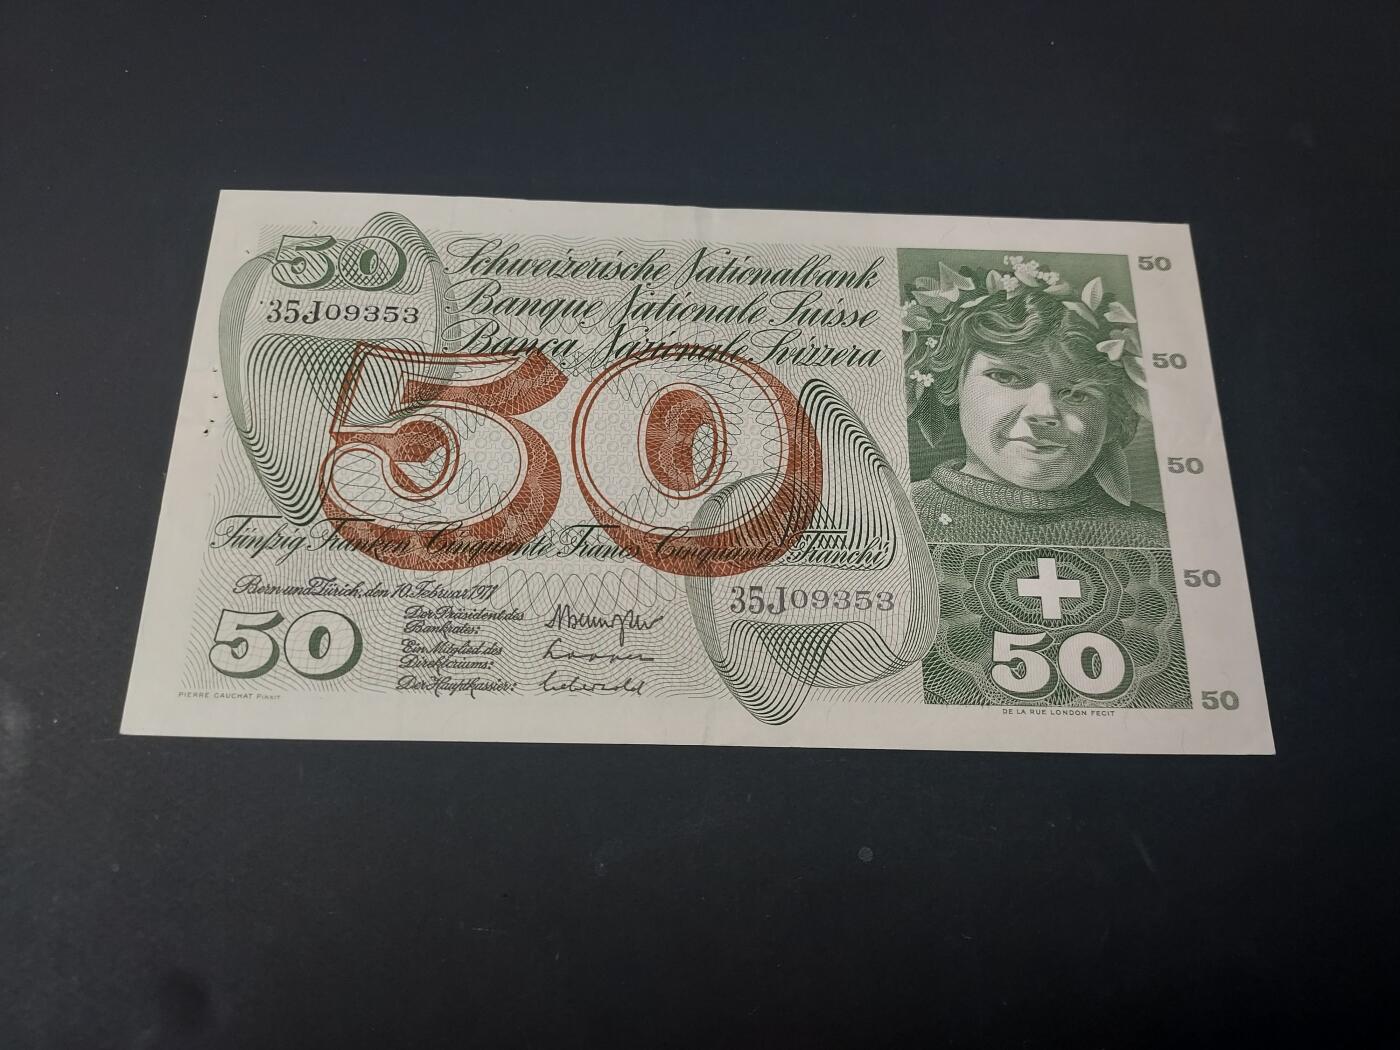 50
35J09353
Schweizerische Nationalbank
Banque Nationale Suisse
Banca Nazionale Svizzera
50
Fünfzig Franken Cinquante Francs Cinquanta Franchi
Bern und Zürich, den 10. Februar 1971
Der Präsident des
Bankrates:
Ein Mitglied des
Direktoriums:
Der Hauptkassier:
50
PIERRE GAUCHAT PINXIT
35J09353
50
DE LA RUE LONDON FECIT
50
50
50
50
50